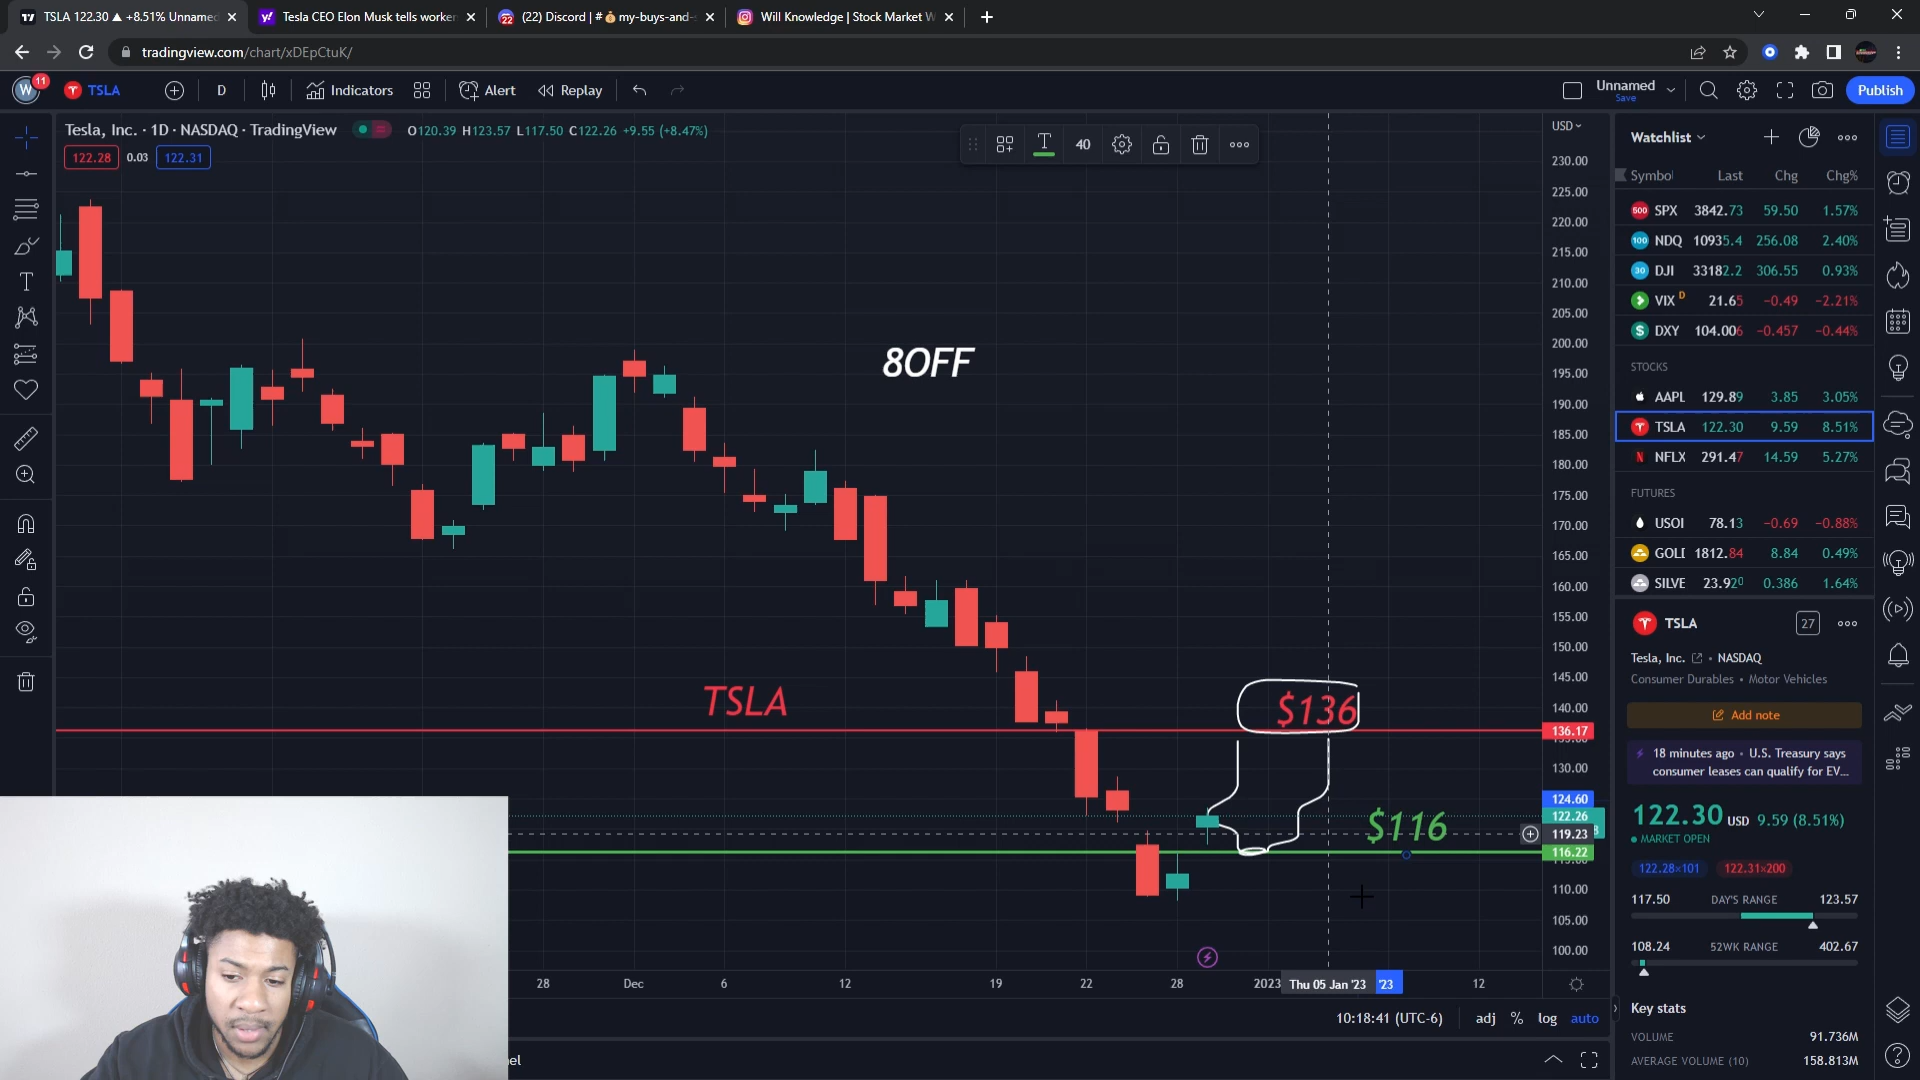 TSLA 122.30 ▲ +8.51% Unnamed
Tesla CEO Elon Musk tells worker
(22) Discord | # 💰 my-buys-and-s
Will Knowledge | Stock Market W
tradingview.com/chart/xDEpCtuK/
W 11
TSLA
D
Indicators
Alert
Replay
Unnamed
Save
Publish
Tesla, Inc. · 1D · NASDAQ · TradingView
O120.39 H123.57 L117.50 C122.26 +9.55 (+8.47%)
122.28 0.03 122.31
T 40
USD
230.00
225.00
220.00
215.00
210.00
205.00
200.00
195.00
190.00
185.00
180.00
175.00
170.00
165.00
160.00
155.00
150.00
145.00
140.00
136.17
130.00
124.60
122.26
119.23
116.22
110.00
105.00
100.00
8OFF
TSLA
$136
$116
28 Dec 6 12 19 28 2023 Thu 05 Jan '23 '23 12
22
10:18:41 (UTC-6) adj % log auto
el
Watchlist
Symbol Last Chg Chg%
SPX 3842.73 59.50 1.57%
NDQ 10935.4 256.08 2.40%
DJI 33182.2 306.55 0.93%
VIX D 21.65 −0.49 −2.21%
DXY 104.006 −0.457 −0.44%
STOCKS
AAPL 129.89 3.85 3.05%
TSLA 122.30 9.59 8.51%
NFLX 291.47 14.59 5.27%
FUTURES
USOI 78.13 −0.69 −0.88%
GOLD 1812.84 8.84 0.49%
SILVE 23.920 0.386 1.64%
TSLA 27
Tesla, Inc. • NASDAQ
Consumer Durables • Motor Vehicles
Add note
18 minutes ago • U.S. Treasury says
consumer leases can qualify for EV...
122.30 USD 9.59 (8.51%)
MARKET OPEN
122.28×101 122.31×200
117.50 DAY'S RANGE 123.57
108.24 52WK RANGE 402.67
Key stats
VOLUME 91.736M
AVERAGE VOLUME (10) 158.813M